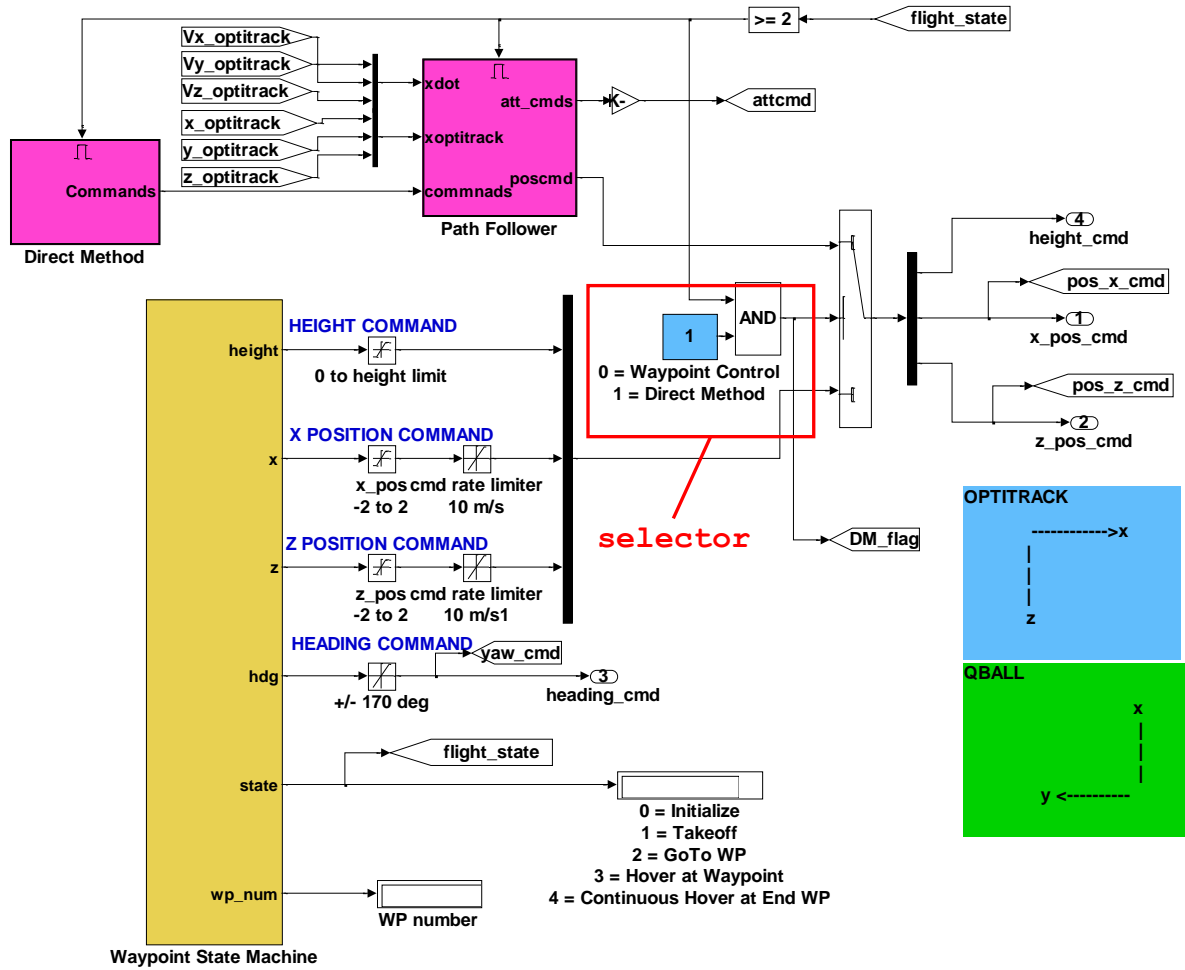 >= 2
flight_state
Vx_optitrack
Vy_optitrack
Vz_optitrack
x_optitrack
y_optitrack
z_optitrack
Commands
Direct Method
xdot
xoptitrack
commnads
att_cmds
poscmd
Path Follower
K-
attcmd
4
height_cmd
pos_x_cmd
1
x_pos_cmd
pos_z_cmd
2
z_pos_cmd
AND
1
0 = Waypoint Control
1 = Direct Method
selector
DM_flag
height
HEIGHT COMMAND
0 to height limit
x
X POSITION COMMAND
x_pos cmd rate limiter
-2 to 2 10 m/s
z
Z POSITION COMMAND
z_pos cmd rate limiter
-2 to 2 10 m/s1
hdg
HEADING COMMAND
yaw_cmd
+/- 170 deg
3
heading_cmd
state
flight_state
0 = Initialize
1 = Takeoff
2 = GoTo WP
3 = Hover at Waypoint
4 = Continuous Hover at End WP
wp_num
WP number
Waypoint State Machine
OPTITRACK
------------>x
|
|
|
|
z
QBALL
x
|
|
|
y <----------